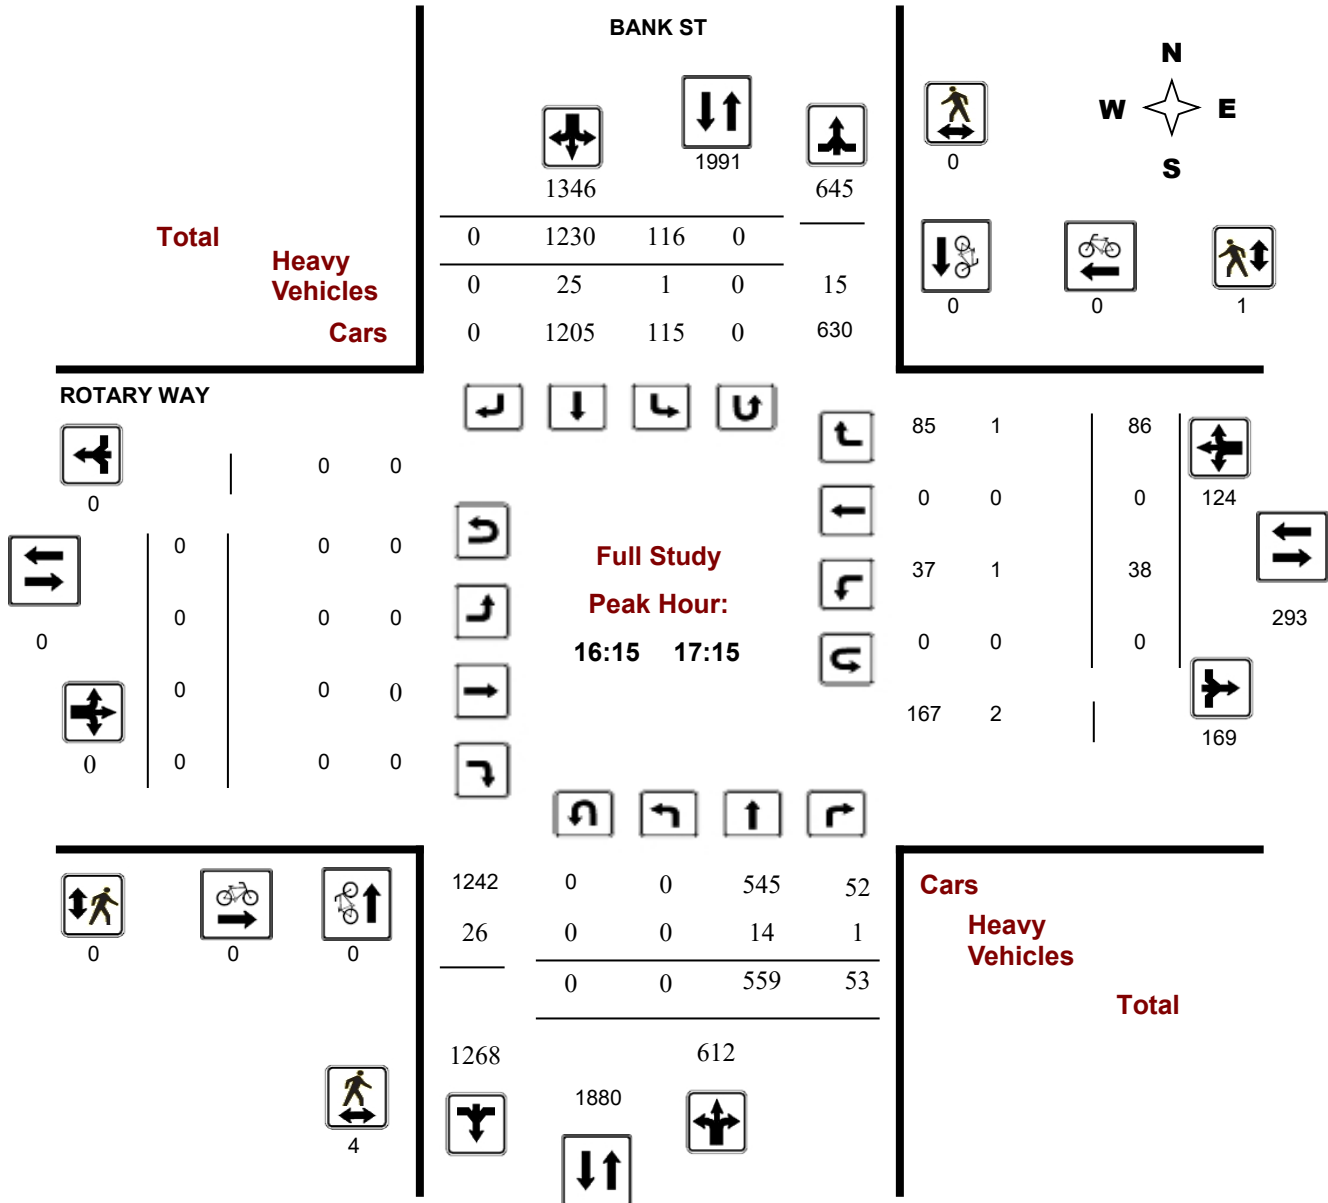 BANK ST
N
W E
S
1991
0
1346 645
Total 0 1230 116 0
Heavy
Vehicles 0 25 1 0 15
Cars 0 1205 115 0 630
0 0 1
ROTARY WAY
85 1 86
0 0
0 0 0 0 124
0 0 0
Full Study
37 1 38
Peak Hour:
0 0 0 293
0 16:15 17:15 0 0 0
0 0 0
167 2
169
0 0 0 0
1242 0 0 545 52 Cars
26 0 0 14 1 Heavy
Vehicles
0 0 0
0 0 559 53
Total
1268 612
1880
4